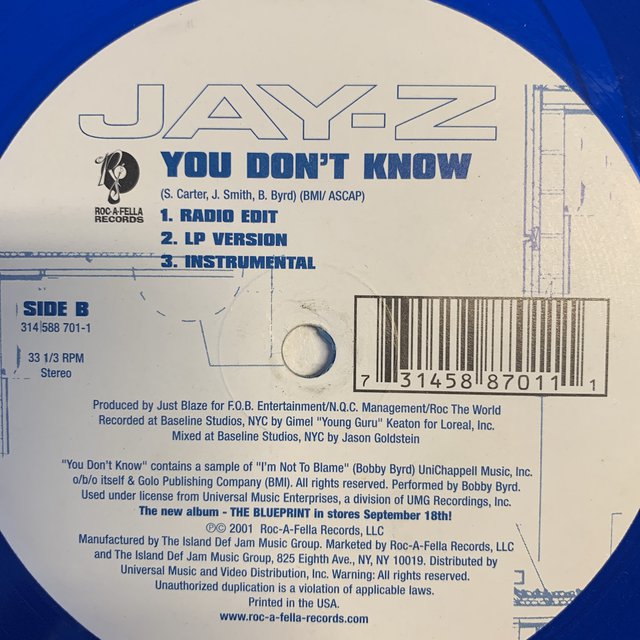 JAY-Z
YOU DON'T KNOW
(S. Carter, J. Smith, B. Byrd) (BMI/ ASCAP)
ROC-A-FELLA
RECORDS
1. RADIO EDIT
2. LP VERSION
3. INSTRUMENTAL
SIDE B
314 588 701-1
33 1/3 RPM
Stereo
7 31458 87011 1
Produced by Just Blaze for F.O.B. Entertainment/N.Q.C. Management/Roc The World
Recorded at Baseline Studios, NYC by Gimel "Young Guru" Keaton for Loreal, Inc.
Mixed at Baseline Studios, NYC by Jason Goldstein
"You Don't Know" contains a sample of "I'm Not To Blame" (Bobby Byrd) UniChappell Music, Inc.
o/b/o itself & Golo Publishing Company (BMI). All rights reserved. Performed by Bobby Byrd.
Used under license from Universal Music Enterprises, a division of UMG Recordings, Inc.
The new album - THE BLUEPRINT in stores September 18th!
℗© 2001 Roc-A-Fella Records, LLC
Manufactured by The Island Def Jam Music Group. Marketed by Roc-A-Fella Records, LLC
and The Island Def Jam Music Group, 825 Eighth Ave., NY, NY 10019. Distributed by
Universal Music and Video Distribution, Inc. Warning: All rights reserved.
Unauthorized duplication is a violation of applicable laws.
Printed in the USA.
www.roc-a-fella-records.com